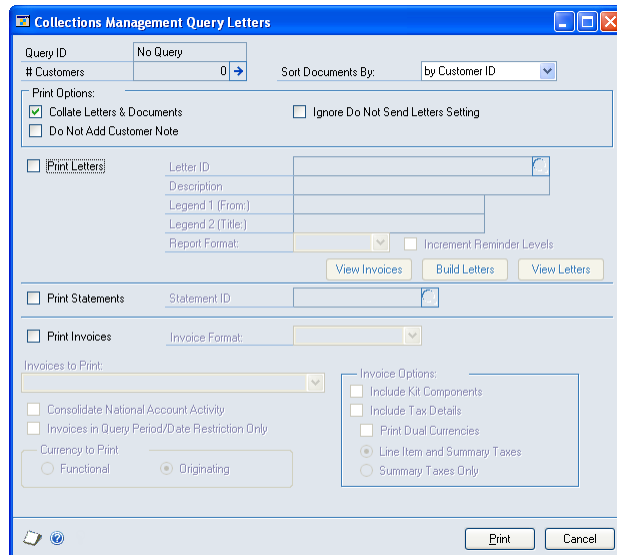 Collections Management Query Letters
Query ID No Query
# Customers 0 Sort Documents By: by Customer ID
Print Options:
Collate Letters & Documents Ignore Do Not Send Letters Setting
Do Not Add Customer Note
Print Letters Letter ID
Description
Legend 1 (From:)
Legend 2 (Title:)
Report Format: Increment Reminder Levels
View Invoices Build Letters View Letters
Print Statements Statement ID
Print Invoices Invoice Format:
Invoices to Print: Invoice Options:
Include Kit Components
Consolidate National Account Activity Include Tax Details
Invoices in Query Period/Date Restriction Only Print Dual Currencies
Currency to Print Line Item and Summary Taxes
Functional Originating Summary Taxes Only
Print Cancel